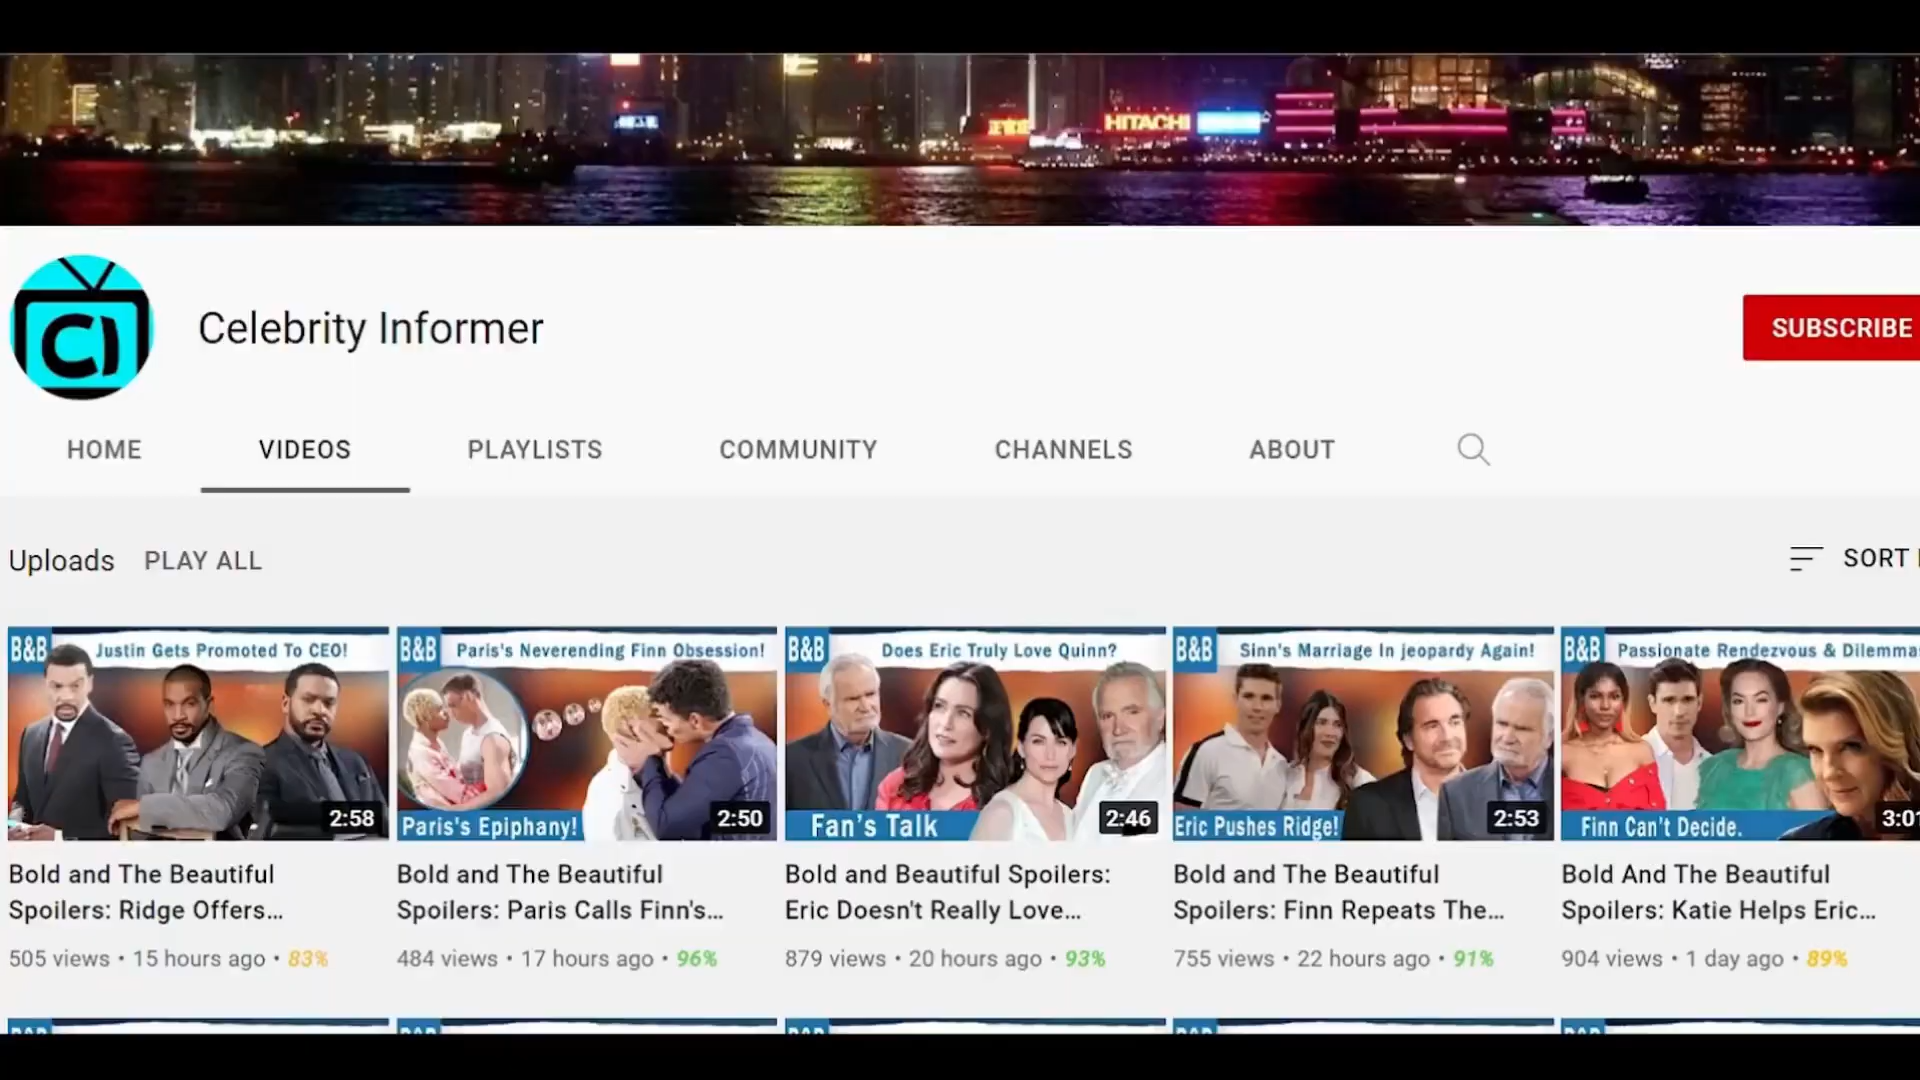 HITACHI
CI
Celebrity Informer
SUBSCRIBE
HOME
VIDEOS
PLAYLISTS
COMMUNITY
CHANNELS
ABOUT
Uploads
PLAY ALL
SORT
B&B
Justin Gets Promoted To CEO!
2:58
B&B
Paris's Neverending Finn Obsession!
Paris's Epiphany!
2:50
B&B
Does Eric Truly Love Quinn?
Fan's Talk
2:46
B&B
Sinn's Marriage In jeopardy Again!
Eric Pushes Ridge!
2:53
B&B
Passionate Rendezvous & Dilemmas
Finn Can't Decide.
3:01
Bold and The Beautiful
Spoilers: Ridge Offers...
505 views • 15 hours ago • 83%
Bold and The Beautiful
Spoilers: Paris Calls Finn's...
484 views • 17 hours ago • 96%
Bold and Beautiful Spoilers:
Eric Doesn't Really Love...
879 views • 20 hours ago • 93%
Bold and The Beautiful
Spoilers: Finn Repeats The...
755 views • 22 hours ago • 91%
Bold And The Beautiful
Spoilers: Katie Helps Eric...
904 views • 1 day ago • 89%